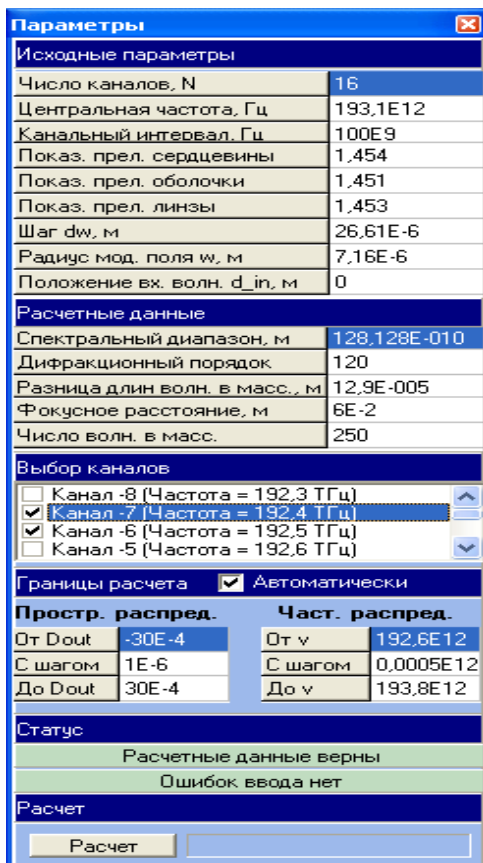 Параметры
Исходные параметры
Число каналов, N 16
Центральная частота, Гц 193,1E12
Канальный интервал, Гц 100E9
Показ. прел. сердцевины 1,454
Показ. прел. оболочки 1,451
Показ. прел. линзы 1,453
Шаг dw, м 26,61E-6
Радиус мод. поля w, м 7,16E-6
Положение вх. волн. d_in, м 0
Расчетные данные
Спектральный диапазон, м 128,128E-010
Дифракционный порядок 120
Разница длин волн. в масс., м 12,9E-005
Фокусное расстояние, м 6E-2
Число волн. в масс. 250
Выбор каналов
Канал -8 (Частота = 192,3 ТГц)
Канал -7 (Частота = 192,4 ТГц)
Канал -6 (Частота = 192,5 ТГц)
Канал -5 (Частота = 192,6 ТГц)
Границы расчета Автоматически
Простр. распред. Част. распред.
От Dout -30E-4 От v 192,6E12
С шагом 1E-6 С шагом 0,0005E12
До Dout 30E-4 До v 193,8E12
Статус
Расчетные данные верны
Ошибок ввода нет
Расчет
Расчет